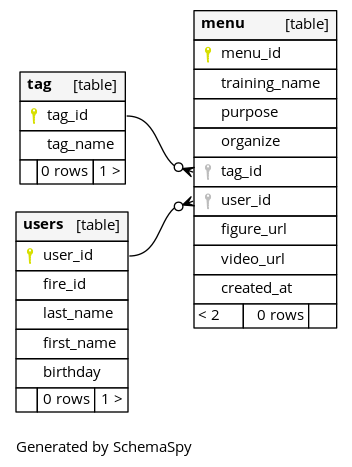 menu [table]
menu_id
training_name
purpose
organize
tag_id
user_id
figure_url
video_url
created_at
< 2 0 rows
tag [table]
tag_id
tag_name
0 rows 1 >
users [table]
user_id
fire_id
last_name
first_name
birthday
0 rows 1 >
Generated by SchemaSpy